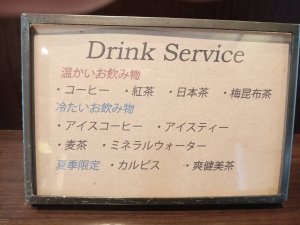 Drink Service
温かいお飲み物
・コーヒー ・紅茶 ・日本茶 ・梅昆布茶
冷たいお飲み物
・アイスコーヒー ・アイスティー
・麦茶 ・ミネラルウォーター
夏季限定 ・カルピス ・爽健美茶